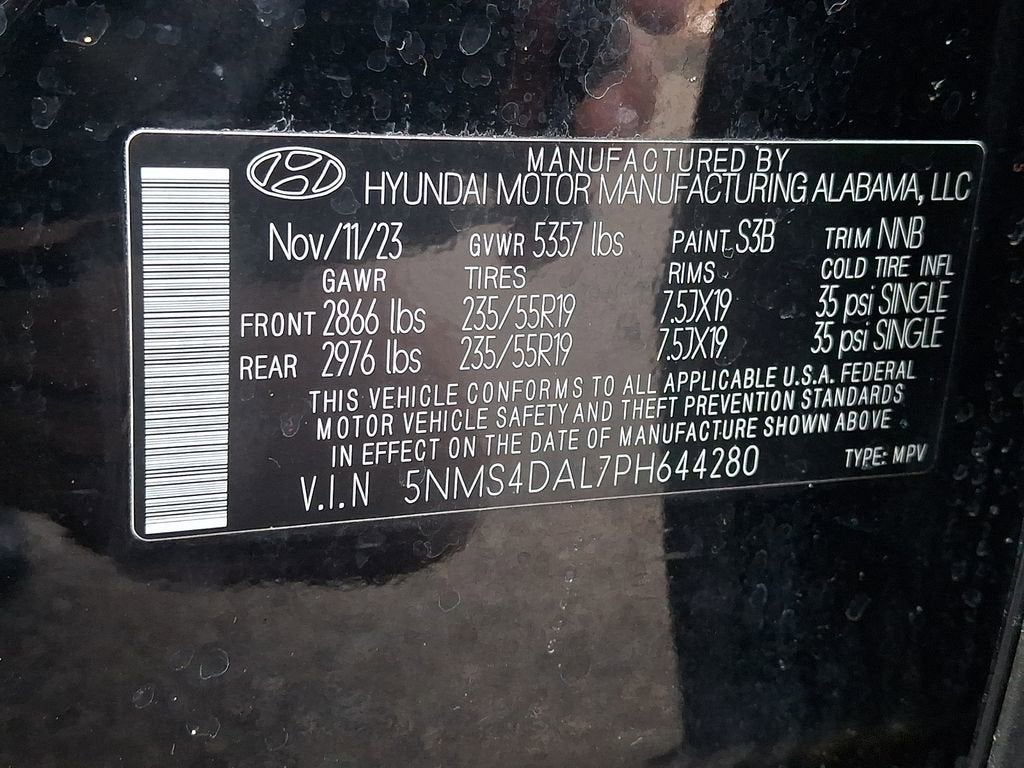 MANUFACTURED BY
HYUNDAI MOTOR MANUFACTURING ALABAMA, LLC
Nov/11/23 GVWR 5357 lbs PAINT S3B TRIM NNB
GAWR TIRES RIMS COLD TIRE INFL
FRONT 2866 lbs 235/55R19 7.5JX19 35 psi SINGLE
REAR 2976 lbs 235/55R19 7.5JX19 35 psi SINGLE
THIS VEHICLE CONFORMS TO ALL APPLICABLE U.S.A. FEDERAL
MOTOR VEHICLE SAFETY AND THEFT PREVENTION STANDARDS
IN EFFECT ON THE DATE OF MANUFACTURE SHOWN ABOVE
V.I.N 5NMS4DAL7PH644280 TYPE: MPV